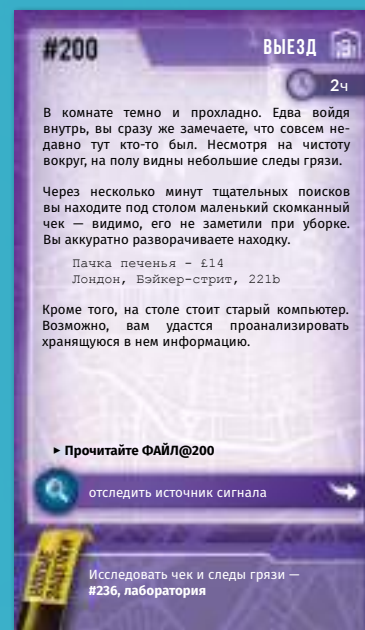 #200
ВЫЕЗД
3
2ч
В комнате темно и прохладно. Едва войдя
внутрь, вы сразу же замечаете, что совсем не-
давно тут кто-то был. Несмотря на чистоту
вокруг, на полу видны небольшие следы грязи.
Через несколько минут тщательных поисков
вы находите под столом маленький скомканный
чек — видимо, его не заметили при уборке.
Вы аккуратно разворачиваете находку.
Пачка печенья - £14
Лондон, Бэйкер-стрит, 221b
Кроме того, на столе стоит старый компьютер.
Возможно, вам удастся проанализировать
хранящуюся в нем информацию.
▸ Прочитайте ФАЙЛ@200
отследить источник сигнала
НОВЫЕ
ЗАЦЕПКИ
Исследовать чек и следы грязи —
#236, лаборатория